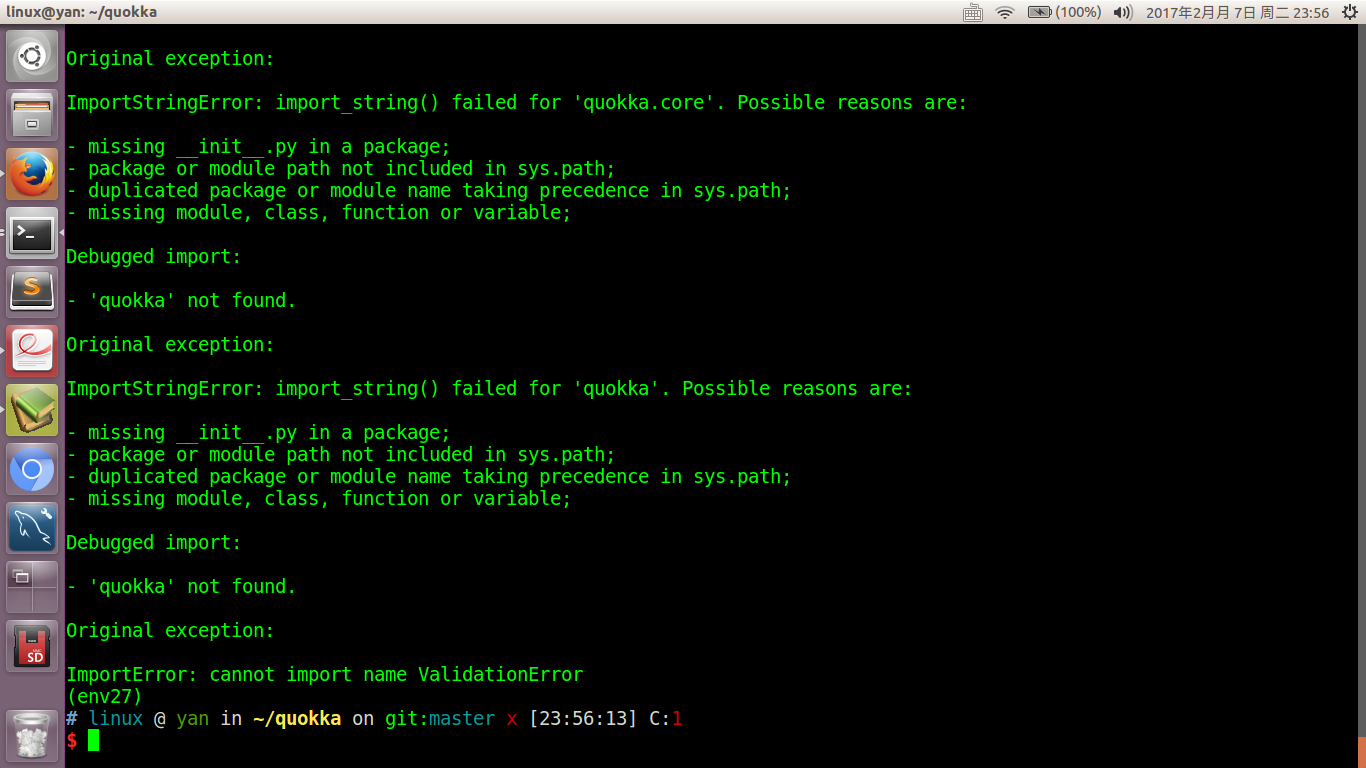 linux@yan: ~/quokka
(100%)
2017年2月月 7日 周二 23:56
Original exception:
ImportStringError: import_string() failed for 'quokka.core'. Possible reasons are:
- missing __init__.py in a package;
- package or module path not included in sys.path;
- duplicated package or module name taking precedence in sys.path;
- missing module, class, function or variable;
Debugged import:
- 'quokka' not found.
Original exception:
ImportStringError: import_string() failed for 'quokka'. Possible reasons are:
- missing __init__.py in a package;
- package or module path not included in sys.path;
- duplicated package or module name taking precedence in sys.path;
- missing module, class, function or variable;
Debugged import:
- 'quokka' not found.
Original exception:
ImportError: cannot import name ValidationError
(env27)
# linux @ yan in ~/quokka on git:master x [23:56:13] C:1
$
>_
S
SD